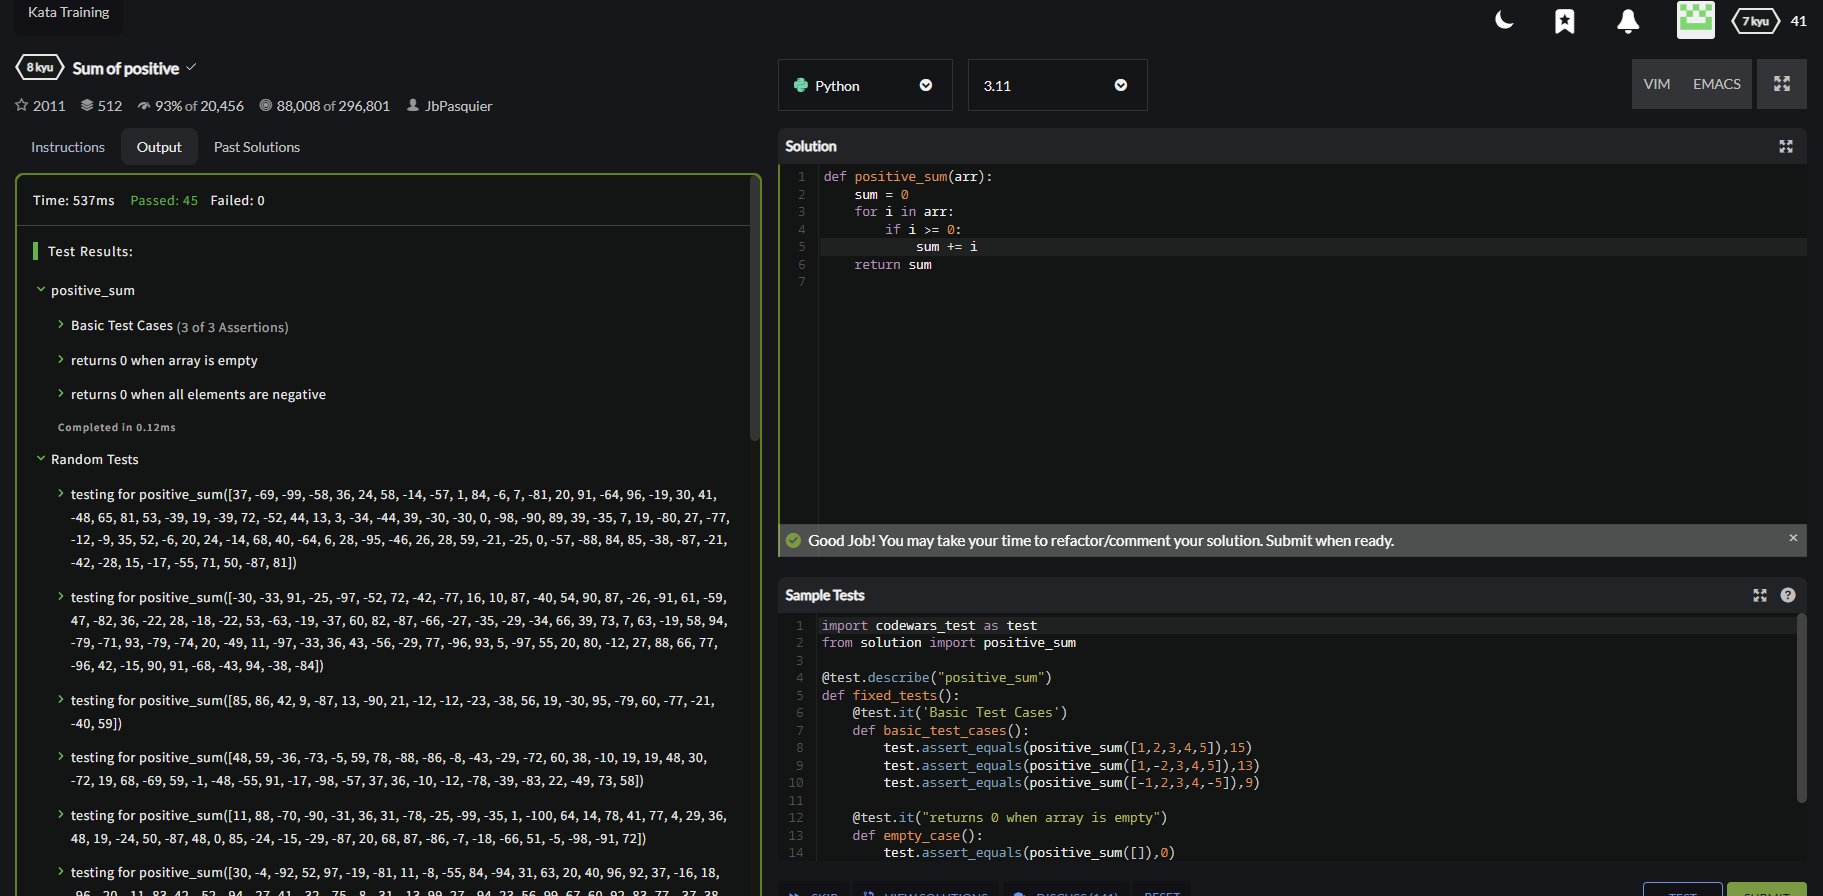 Kata Training
7 kyu 41
8 kyu Sum of positive
2011 512 93% of 20,456 88,008 of 296,801 JbPasquier
Instructions Output Past Solutions
Time: 537ms Passed: 45 Failed: 0
Test Results:
positive_sum
Basic Test Cases (3 of 3 Assertions)
returns 0 when array is empty
returns 0 when all elements are negative
Completed in 0.12ms
Random Tests
testing for positive_sum([37, -69, -99, -58, 36, 24, 58, -14, -57, 1, 84, -6, 7, -81, 20, 91, -64, 96, -19, 30, 41,
-48, 65, 81, 53, -39, 19, -39, 72, -52, 44, 13, 3, -34, -44, 39, -30, -30, 0, -98, -90, 89, 39, -35, 7, 19, -80, 27, -77,
-12, -9, 35, 52, -6, 20, 24, -14, 68, 40, -64, 6, 28, -95, -46, 26, 28, 59, -21, -25, 0, -57, -88, 84, 85, -38, -87, -21,
-42, -28, 15, -17, -55, 71, 50, -87, 81])
testing for positive_sum([-30, -33, 91, -25, -97, -52, 72, -42, -77, 16, 10, 87, -40, 54, 90, 87, -26, -91, 61, -59,
47, -82, 36, -22, 28, -18, -22, 53, -63, -19, -37, 60, 82, -87, -66, -27, -35, -29, -34, 66, 39, 73, 7, 63, -19, 58, 94,
-79, -71, 93, -79, -74, 20, -49, 11, -97, -33, 36, 43, -56, -29, 77, -96, 93, 5, -97, 55, 20, 80, -12, 27, 88, 66, 77,
-96, 42, -15, 90, 91, -68, -43, 94, -38, -84])
testing for positive_sum([85, 86, 42, 9, -87, 13, -90, 21, -12, -12, -23, -38, 56, 19, -30, 95, -79, 60, -77, -21,
-40, 59])
testing for positive_sum([48, 59, -36, -73, -5, 59, 78, -88, -86, -8, -43, -29, -72, 60, 38, -10, 19, 19, 48, 30,
-72, 19, 68, -69, 59, -1, -48, -55, 91, -17, -98, -57, 37, 36, -10, -12, -78, -39, -83, 22, -49, 73, 58])
testing for positive_sum([11, 88, -70, -90, -31, 36, 31, -78, -25, -99, -35, 1, -100, 64, 14, 78, 41, 77, 4, 29, 36,
48, 19, -24, 50, -87, 48, 0, 85, -24, -15, -29, -87, 20, 68, 87, -86, -7, -18, -66, 51, -5, -98, -91, 72])
testing for positive_sum([30, -4, -92, 52, 97, -19, -81, 11, -8, -55, 84, -94, 31, 63, 20, 40, 96, 92, 37, -16, 18,
Python 3.11 VIM EMACS
Solution
1 def positive_sum(arr):
2 sum = 0
3 for i in arr:
4 if i >= 0:
5 sum += i
6 return sum
7
Good Job! You may take your time to refactor/comment your solution. Submit when ready. ×
Sample Tests ?
1 import codewars_test as test
2 from solution import positive_sum
3
4 @test.describe("positive_sum")
5 def fixed_tests():
6 @test.it('Basic Test Cases')
7 def basic_test_cases():
8 test.assert_equals(positive_sum([1,2,3,4,5]),15)
9 test.assert_equals(positive_sum([1,-2,3,4,5]),13)
10 test.assert_equals(positive_sum([-1,2,3,4,-5]),9)
11
12 @test.it("returns 0 when array is empty")
13 def empty_case():
14 test.assert_equals(positive_sum([]),0)